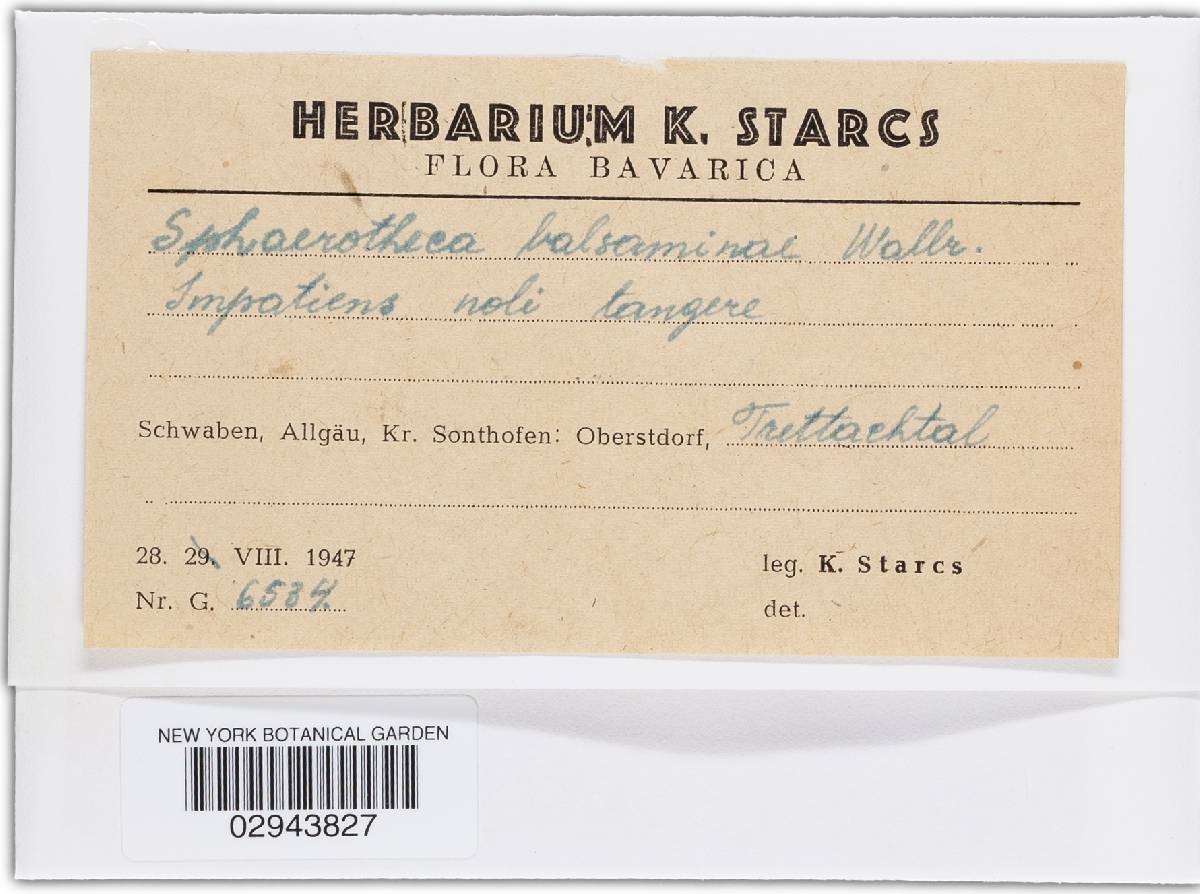 HERBARIUM K. STARCS
FLORA BAVARICA
Sphaerotheca balsaminae Wallr.
Impatiens noli tangere
Schwaben, Allgäu, Kr. Sonthofen: Oberstdorf, Trettachtal
28. 29. VIII. 1947
leg. K. Starcs
Nr. G. 6534
det.
NEW YORK BOTANICAL GARDEN
02943827